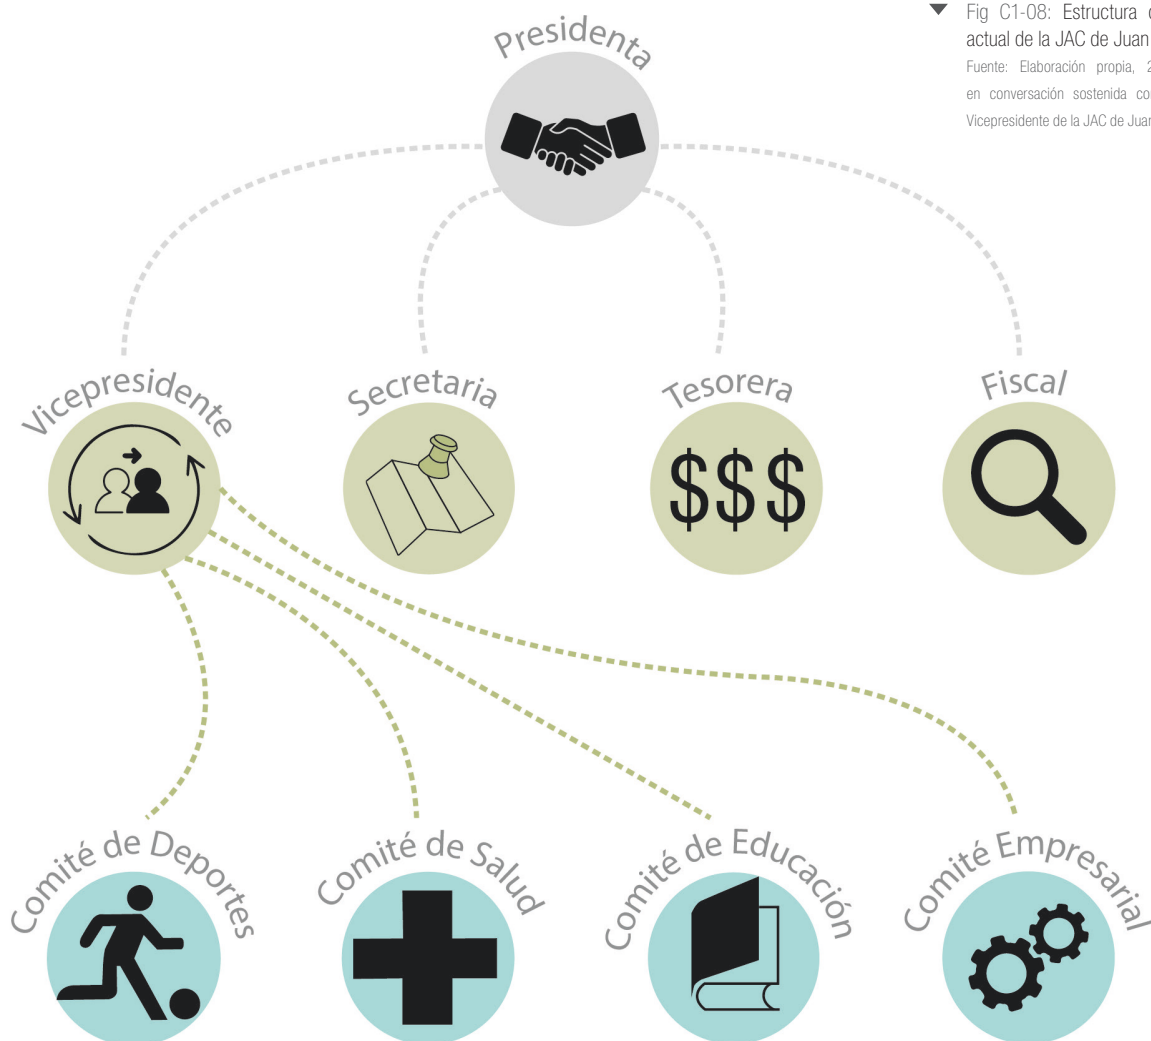 Fig C1-08: Estructura
actual de la JAC de Juan
Fuente: Elaboración propia,
en conversación sostenida
Vicepresidente de la JAC de
Presidenta
Vicepresidente
Secretaria
Tesorera
Fiscal
$$$
Comité de Deportes
Comité de Salud
Comité de Educación
Comité Empresarial